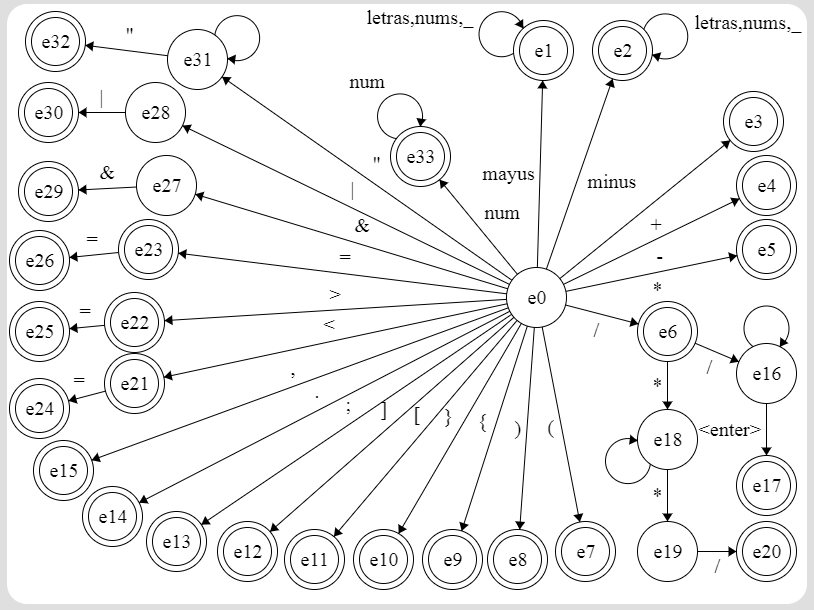 letras,nums,_
letras,nums,_
e32
"
e31
e1
e2
e30
|
e28
num
e33
"
e3
e29
&
e27
mayus
minus
e4
|
num
+
&
e26
=
e23
=
-
e5
e0
*
>
/
e6
e25
=
e22
<
/
e16
e24
=
e21
,
*
.
;
]
[
}
{
)
(
e18
<enter>
e15
e17
e14
*
e13
e12
e11
e10
e9
e8
e7
e19
/
e20